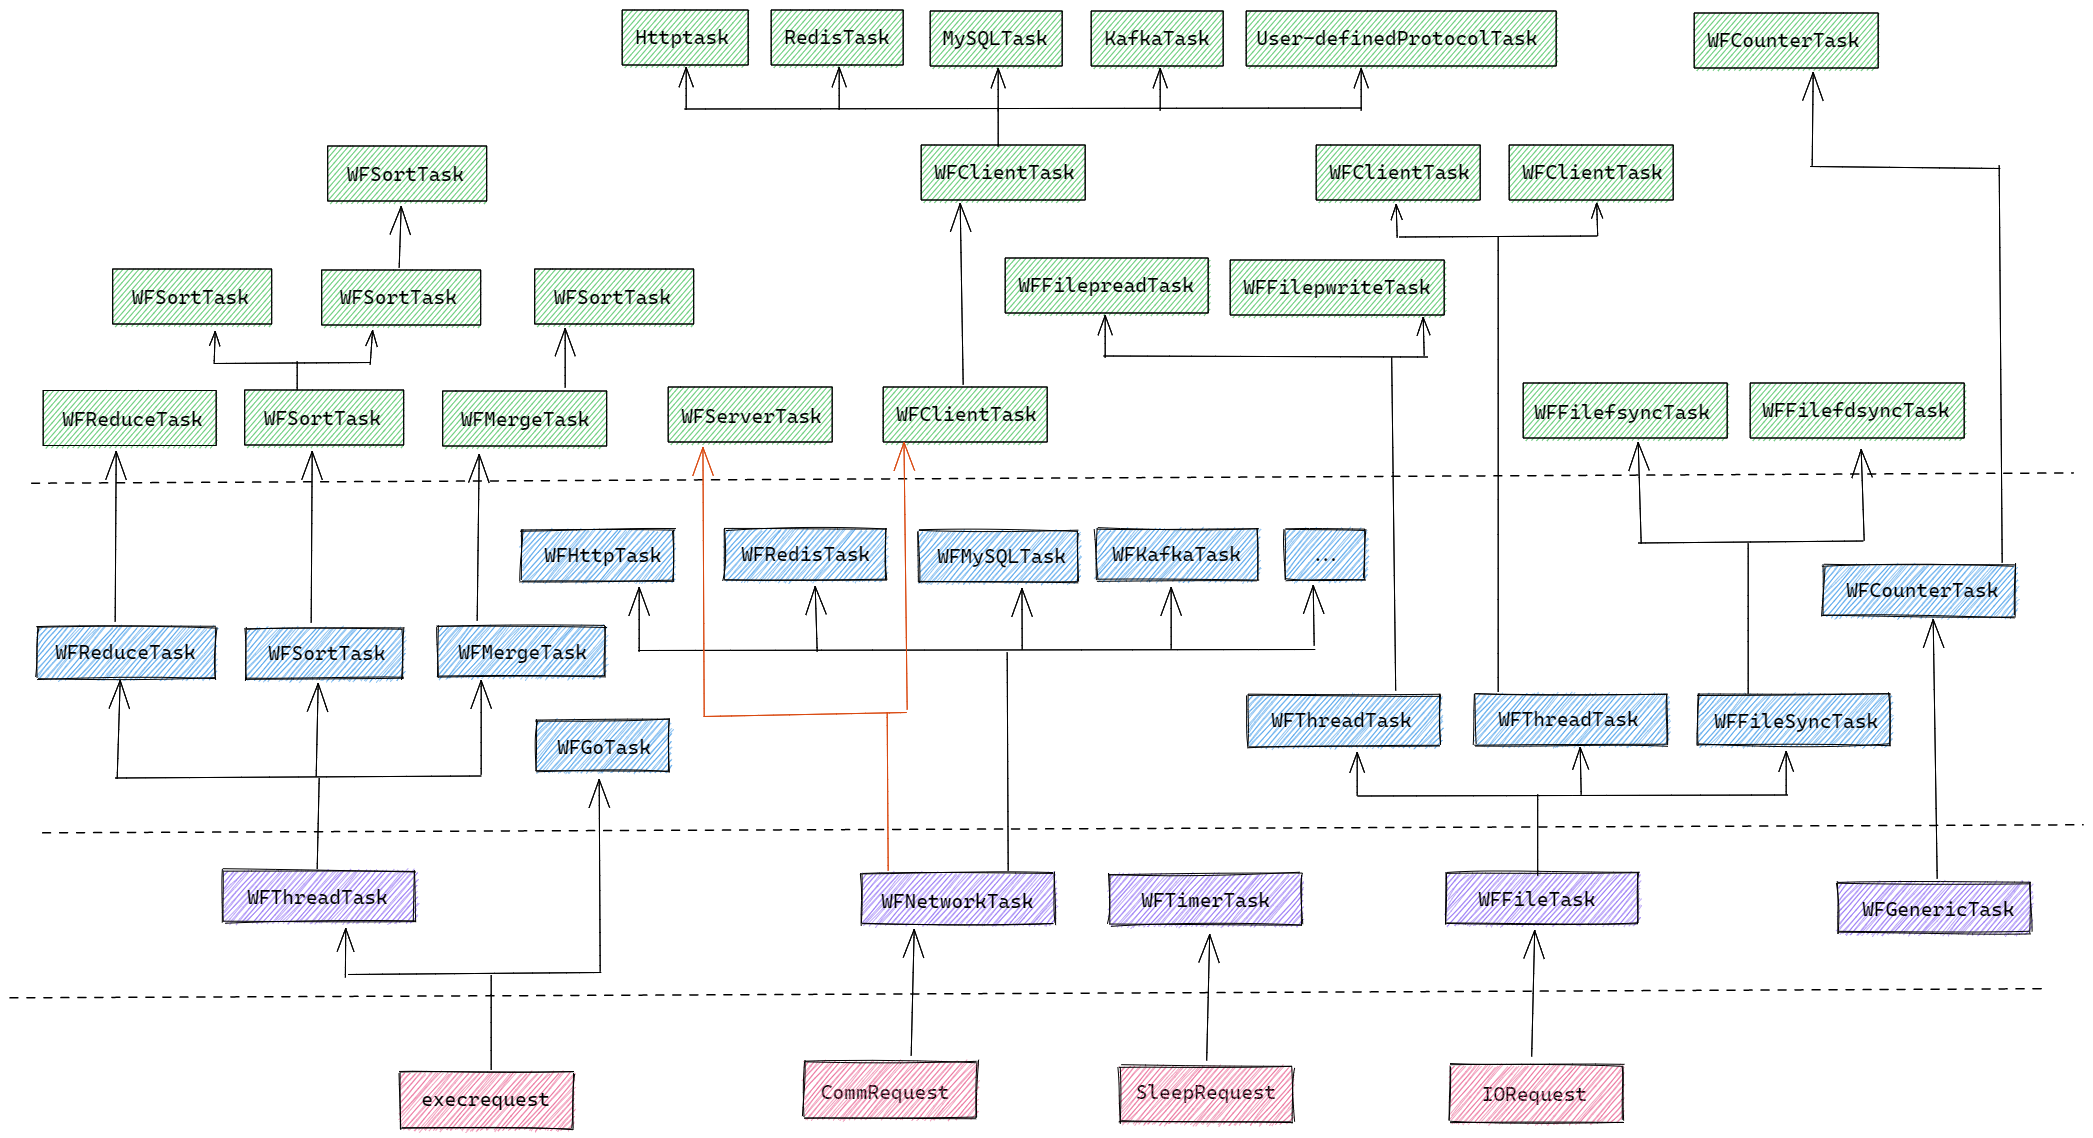 Httptask
RedisTask
MySQLTask
KafkaTask
User-definedProtocolTask
WFCounterTask
WFSortTask
WFClientTask
WFClientTask
WFClientTask
WFSortTask
WFSortTask
WFSortTask
WFFilepreadTask
WFFilepwriteTask
WFReduceTask
WFSortTask
WFMergeTask
WFServerTask
WFClientTask
WFFilefsyncTask
WFFilefdsyncTask
WFHttpTask
WFRedisTask
WFMySQLTask
WFKafkaTask
...
WFCounterTask
WFReduceTask
WFSortTask
WFMergeTask
WFGoTask
WFThreadTask
WFThreadTask
WFFileSyncTask
WFThreadTask
WFNetworkTask
WFTimerTask
WFFileTask
WFGenericTask
execrequest
CommRequest
SleepRequest
IORequest